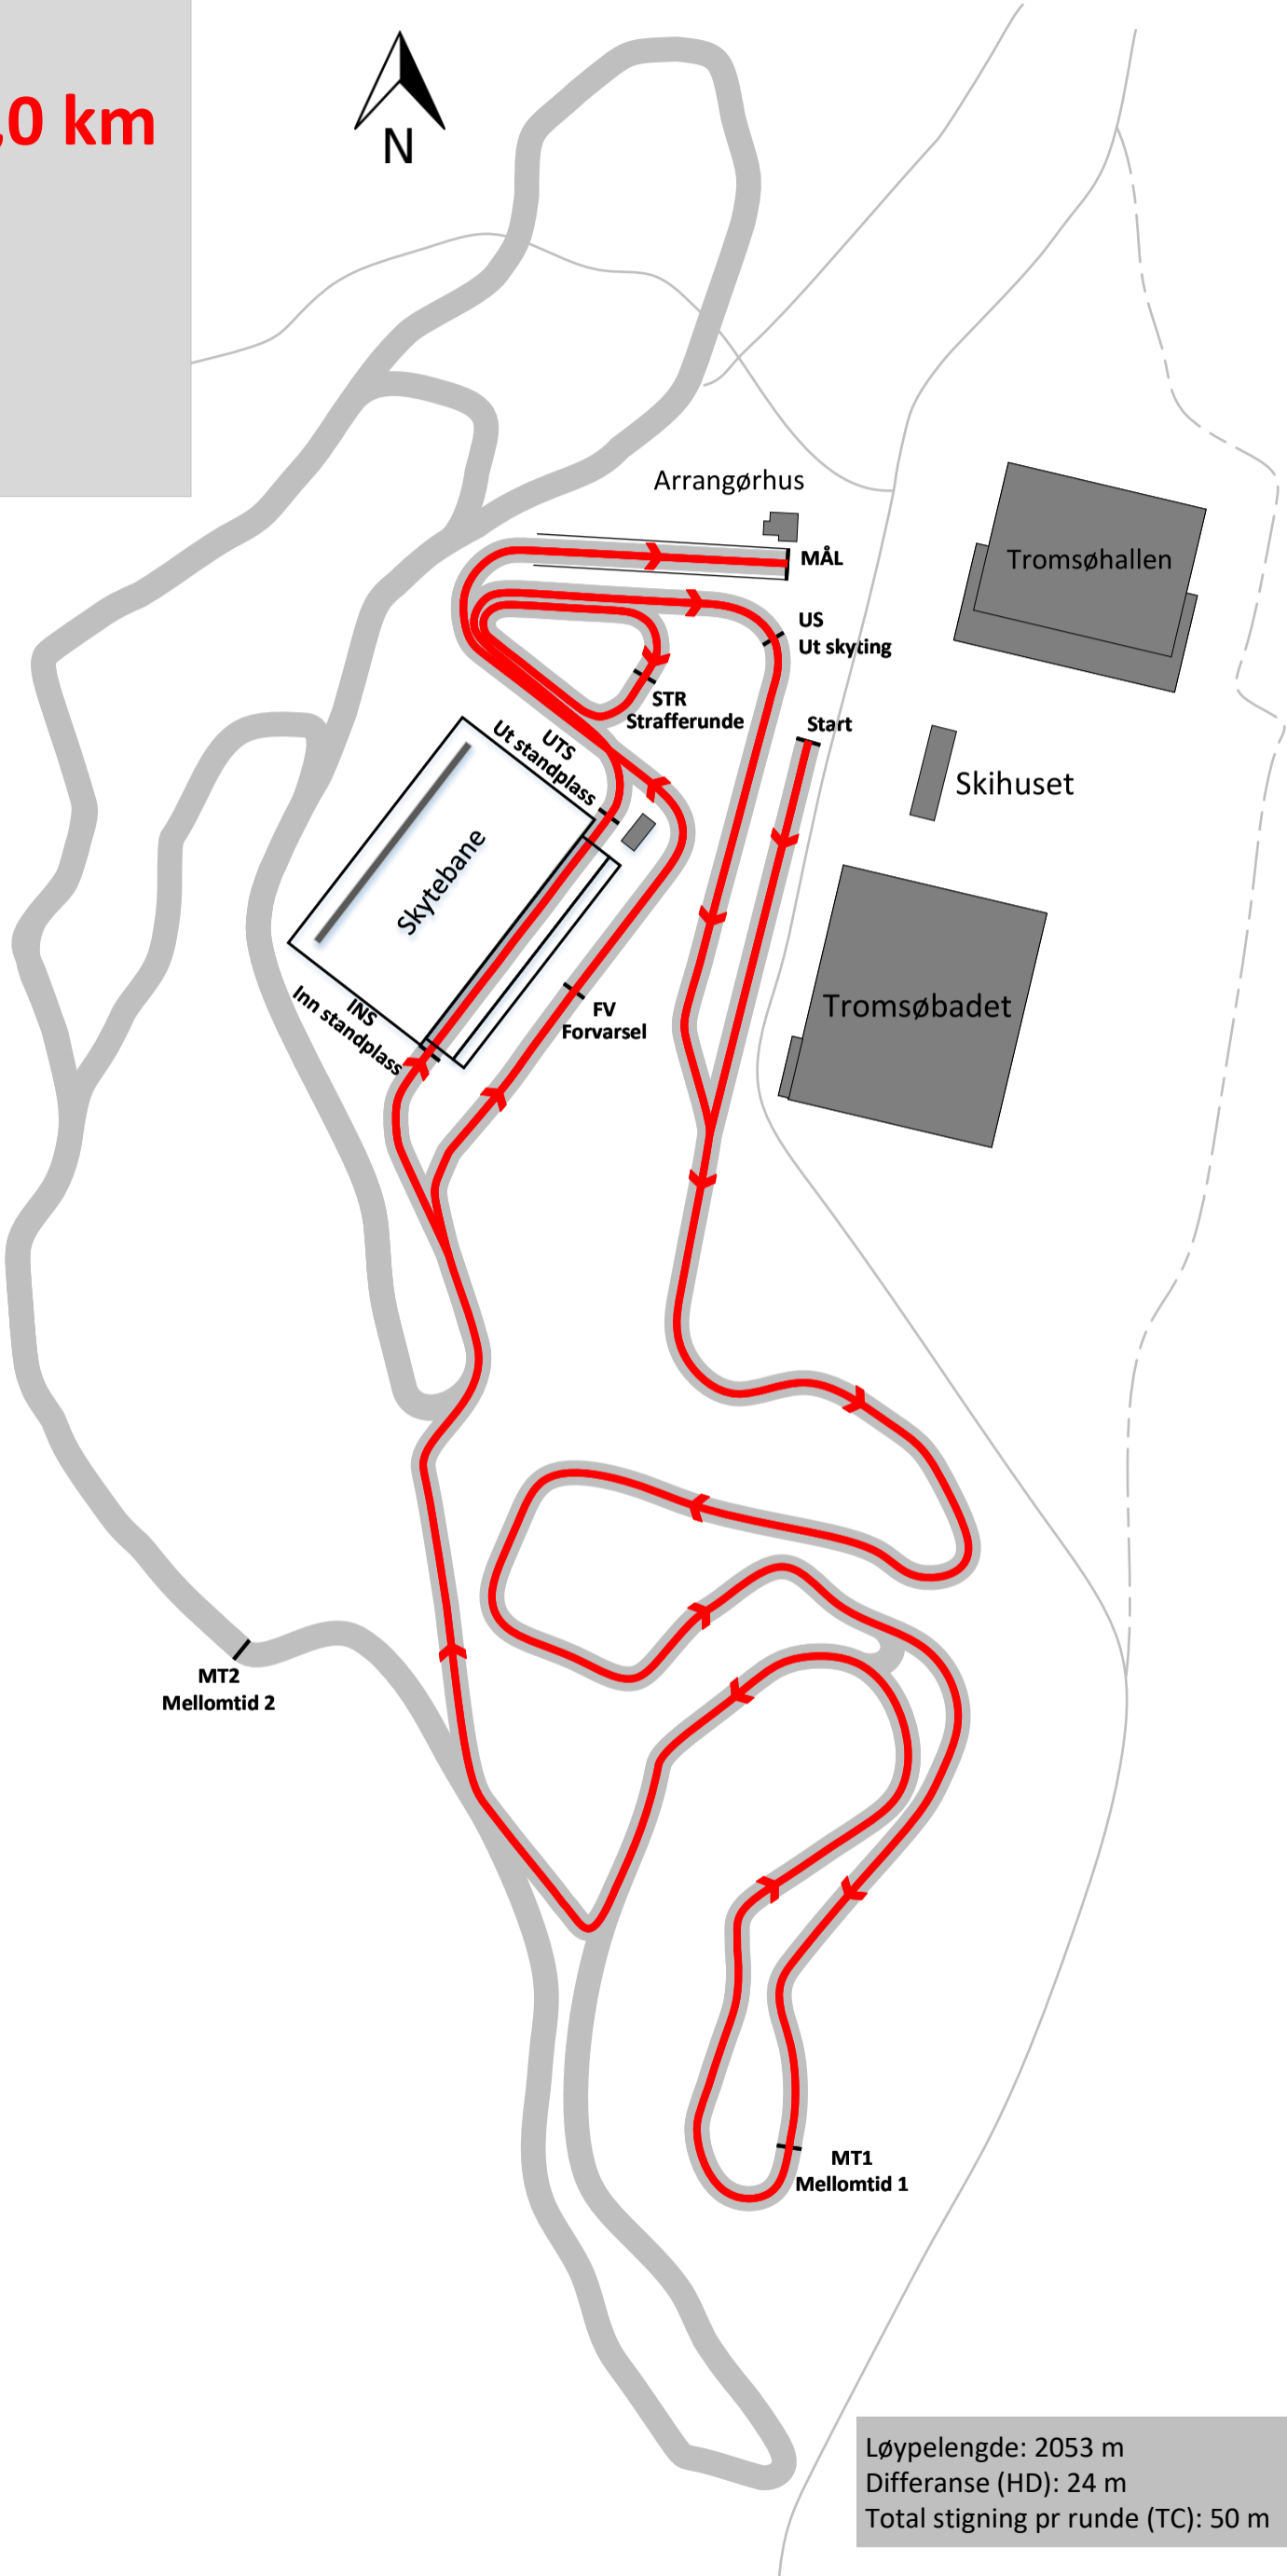 ,0 km
N
Arrangørhus
MÅL
Tromsøhallen
US
Ut skyting
STR
Strafferunde
Start
UTS
Ut standplass
Skihuset
Skytebane
INS
Inn standplass
FV
Forvarsel
Tromsøbadet
MT2
Mellomtid 2
MT1
Mellomtid 1
Løypelengde: 2053 m
Differanse (HD): 24 m
Total stigning pr runde (TC): 50 m